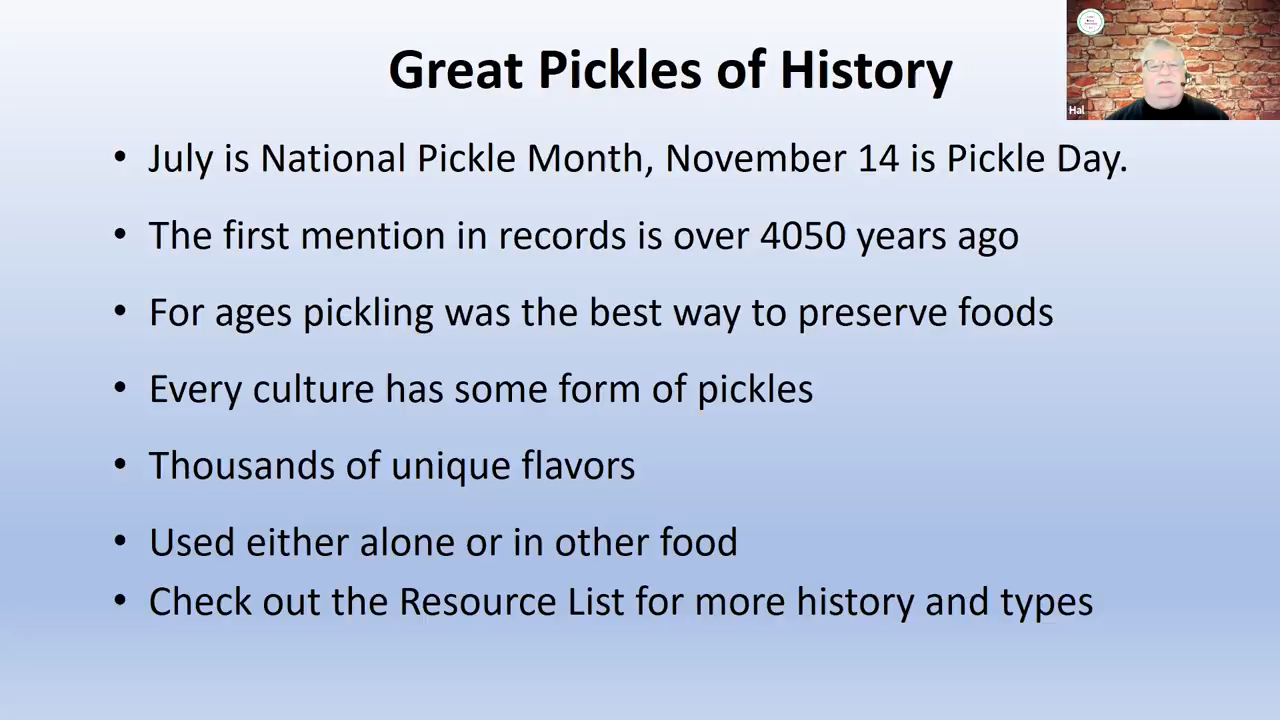 Great Pickles of History
• July is National Pickle Month, November 14 is Pickle Day.
• The first mention in records is over 4050 years ago
• For ages pickling was the best way to preserve foods
• Every culture has some form of pickles
• Thousands of unique flavors
• Used either alone or in other food
• Check out the Resource List for more history and types
Hal